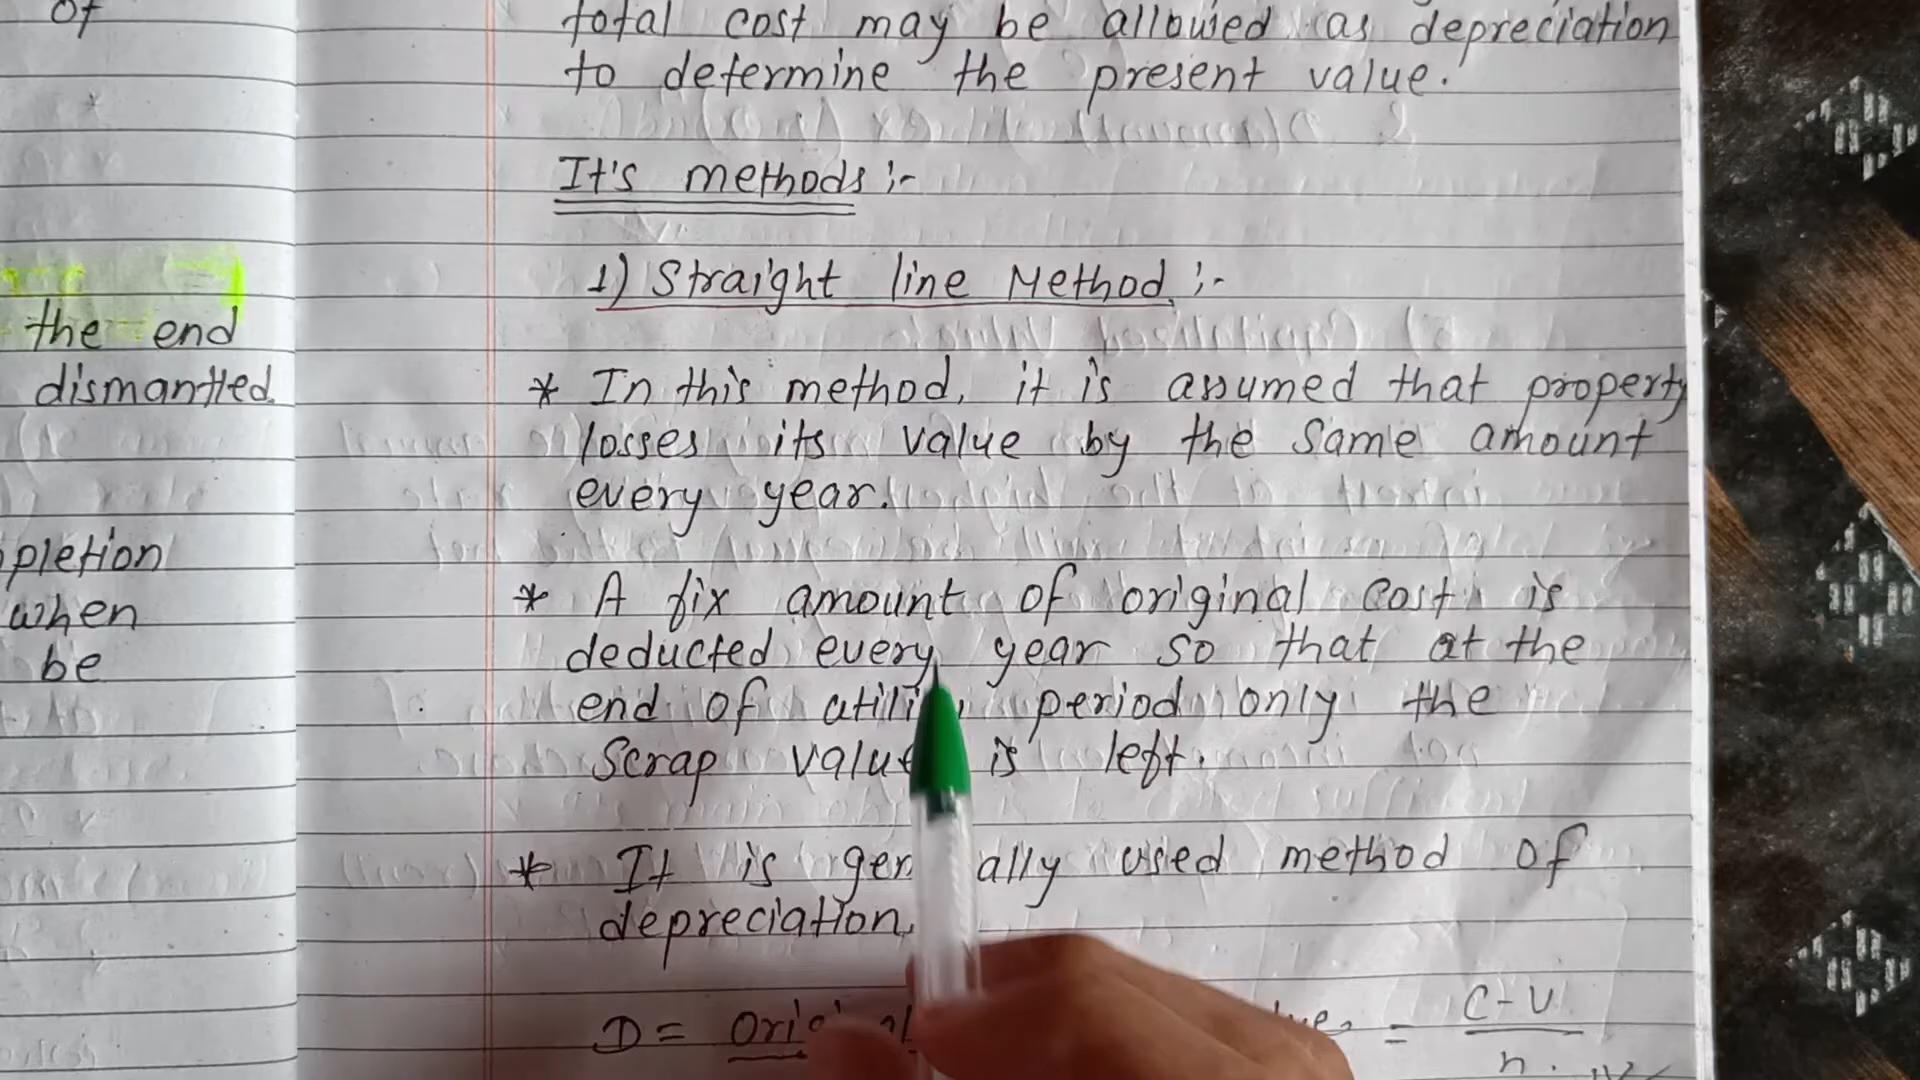 of
the end
dismantled.
pletion
when
be
total cost may be allowed as depreciation
to determine the present value.
It's methods :-
1) Straight line Method :-
* In this method, it is assumed that property
losses its value by the same amount
every year.
* A fix amount of original cost is
deducted every year so that at the
end of period only the
Scrap value is left.
* It is used method of
depreciation.
D = = C-V
n.